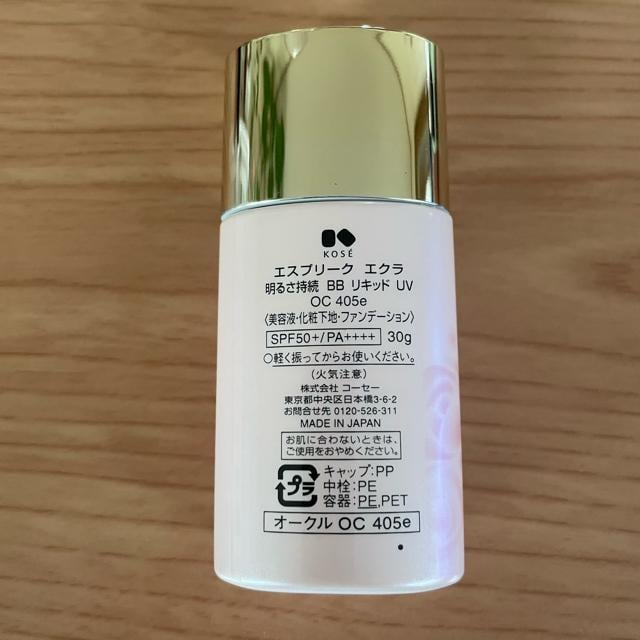 KOSÉ
エスプリーク エクラ
明るさ持続 BB リキッド UV
OC 405e
〈美容液・化粧下地・ファンデーション〉
SPF50+/PA++++ 30g
○軽く振ってからお使いください。
（火気注意）
株式会社 コーセー
東京都中央区日本橋3-6-2
お問合せ先 0120-526-311
MADE IN JAPAN
お肌に合わないときは、
ご使用をおやめください。
プラ
キャップ:PP
中栓:PE
容器:PE,PET
オークル OC 405e